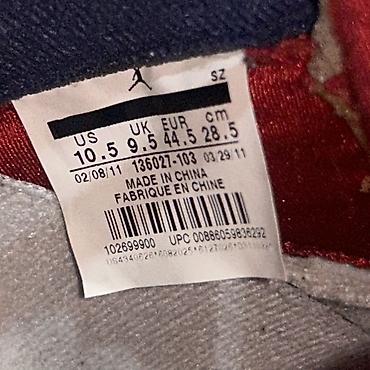 SZ
US UK EUR cm
10.5 9.5 44.5 28.5
02/08/11 136027-103 03/29/11
MADE IN CHINA
FABRIQUE EN CHINE
102699900 UPC 00886059836292